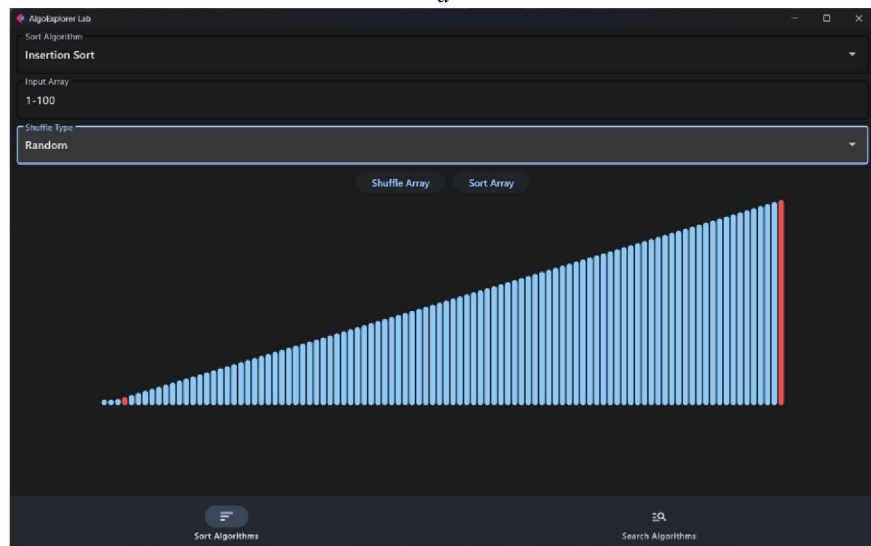 AlgoExplorer Lab
Sort Algorithm
Insertion Sort
Input Array
1-100
Shuffle Type
Random
Shuffle Array Sort Array
Sort Algorithms Search Algorithms